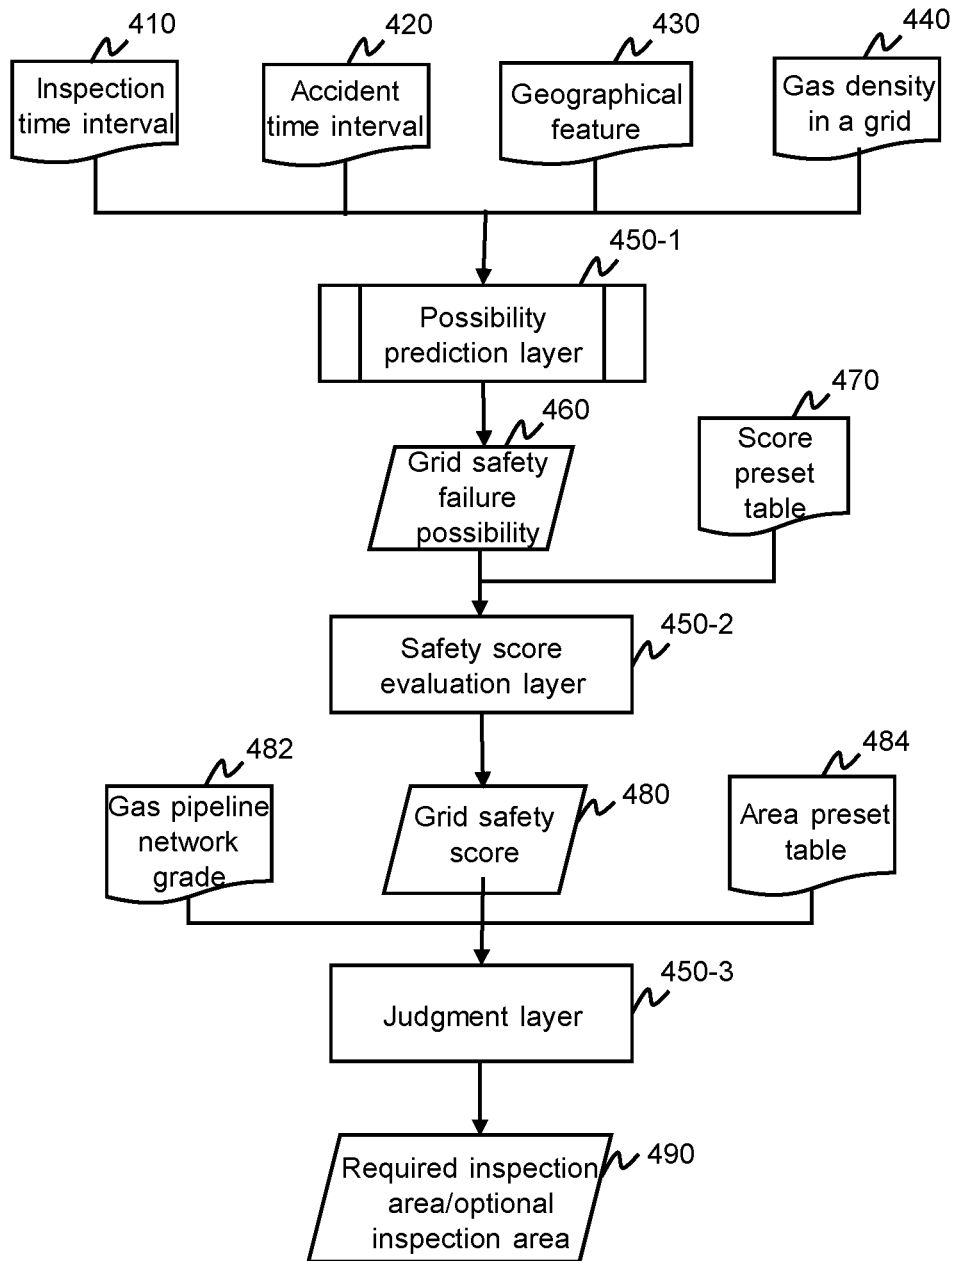 410
420
430
440
Inspection
time interval
Accident
time interval
Geographical
feature
Gas density
in a grid
450-1
Possibility
prediction layer
460
Grid safety
failure
possibility
470
Score
preset
table
450-2
Safety score
evaluation layer
482
Gas pipeline
network
grade
480
Grid safety
score
484
Area preset
table
450-3
Judgment layer
490
Required inspection
area/optional
inspection area